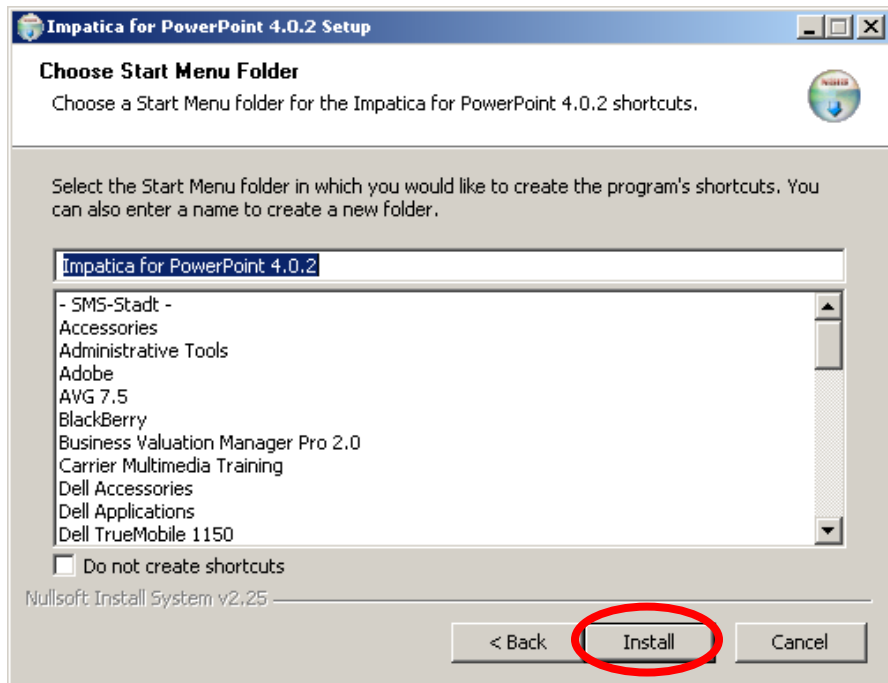 Impatica for PowerPoint 4.0.2 Setup
Choose Start Menu Folder
Choose a Start Menu folder for the Impatica for PowerPoint 4.0.2 shortcuts.
Select the Start Menu folder in which you would like to create the program's shortcuts. You
can also enter a name to create a new folder.
Impatica for PowerPoint 4.0.2
- SMS-Stadt -
Accessories
Administrative Tools
Adobe
AVG 7.5
BlackBerry
Business Valuation Manager Pro 2.0
Carrier Multimedia Training
Dell Accessories
Dell Applications
Dell TrueMobile 1150
Do not create shortcuts
Nullsoft Install System v2.25
< Back Install Cancel